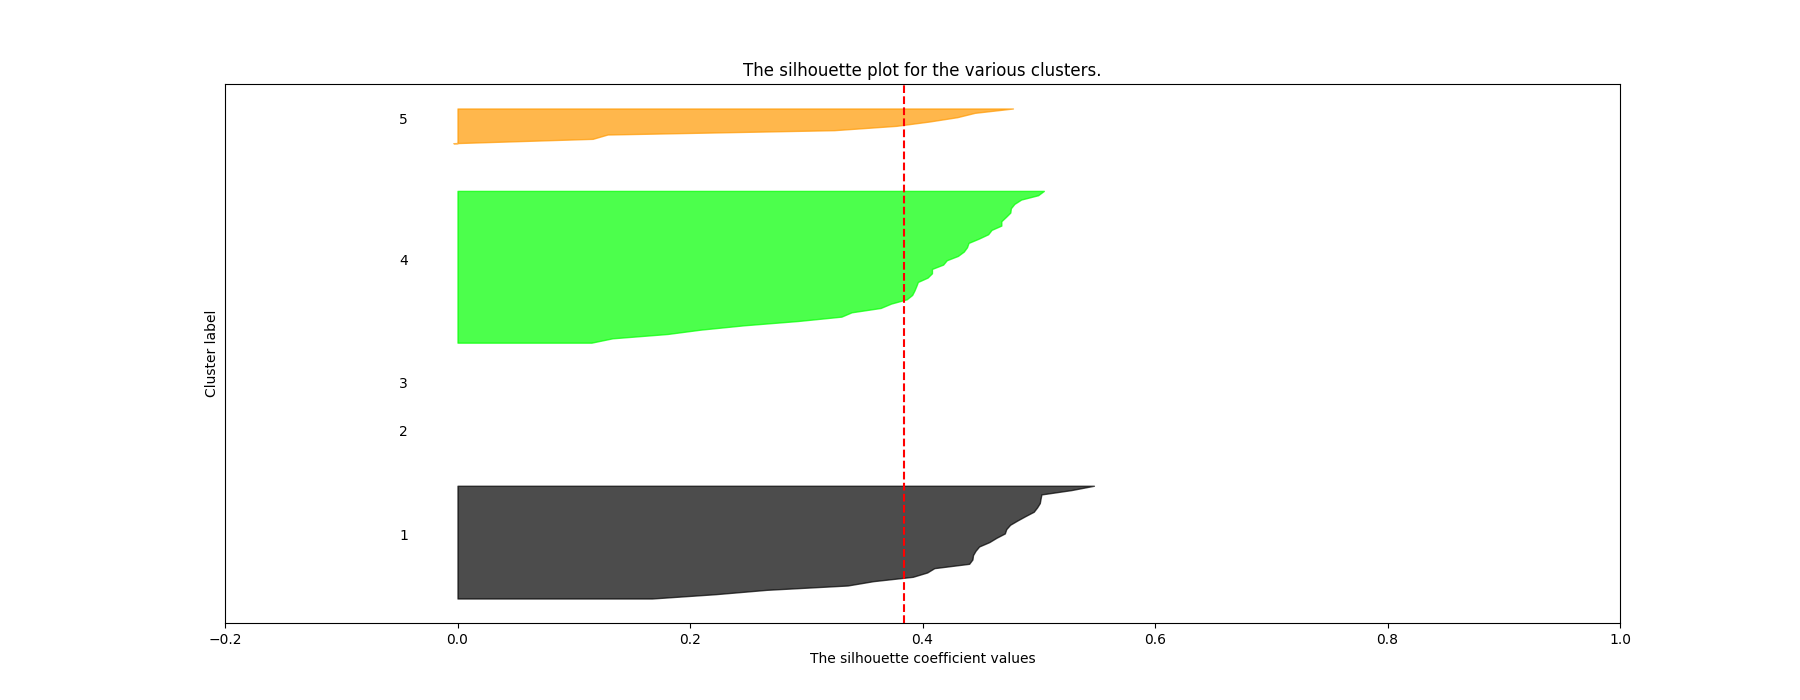 The silhouette plot for the various clusters.
5
4
3
2
1
Cluster label
−0.2 0.0 0.2 0.4 0.6 0.8 1.0
The silhouette coefficient values